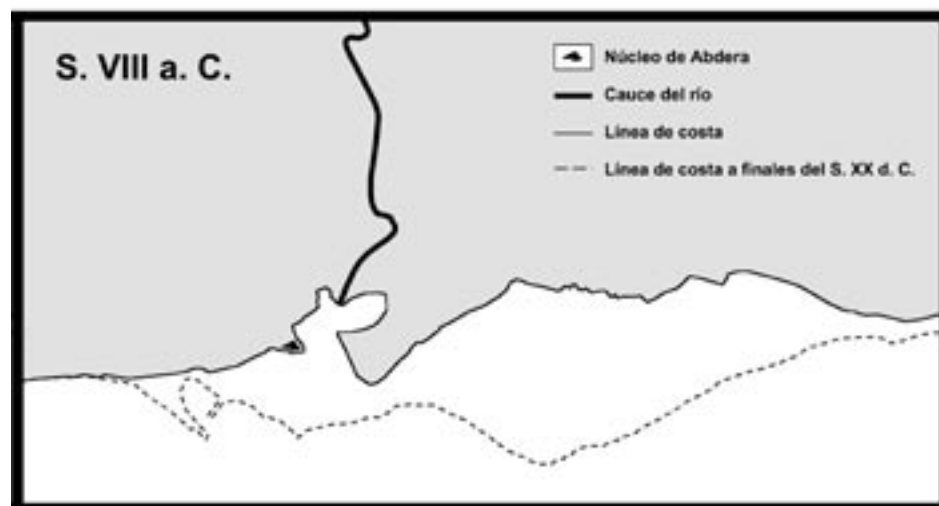 S. VIII a. C.
Núcleo de Abdera
Cauce del río
Línea de costa
Línea de costa a finales del S. XX d. C.